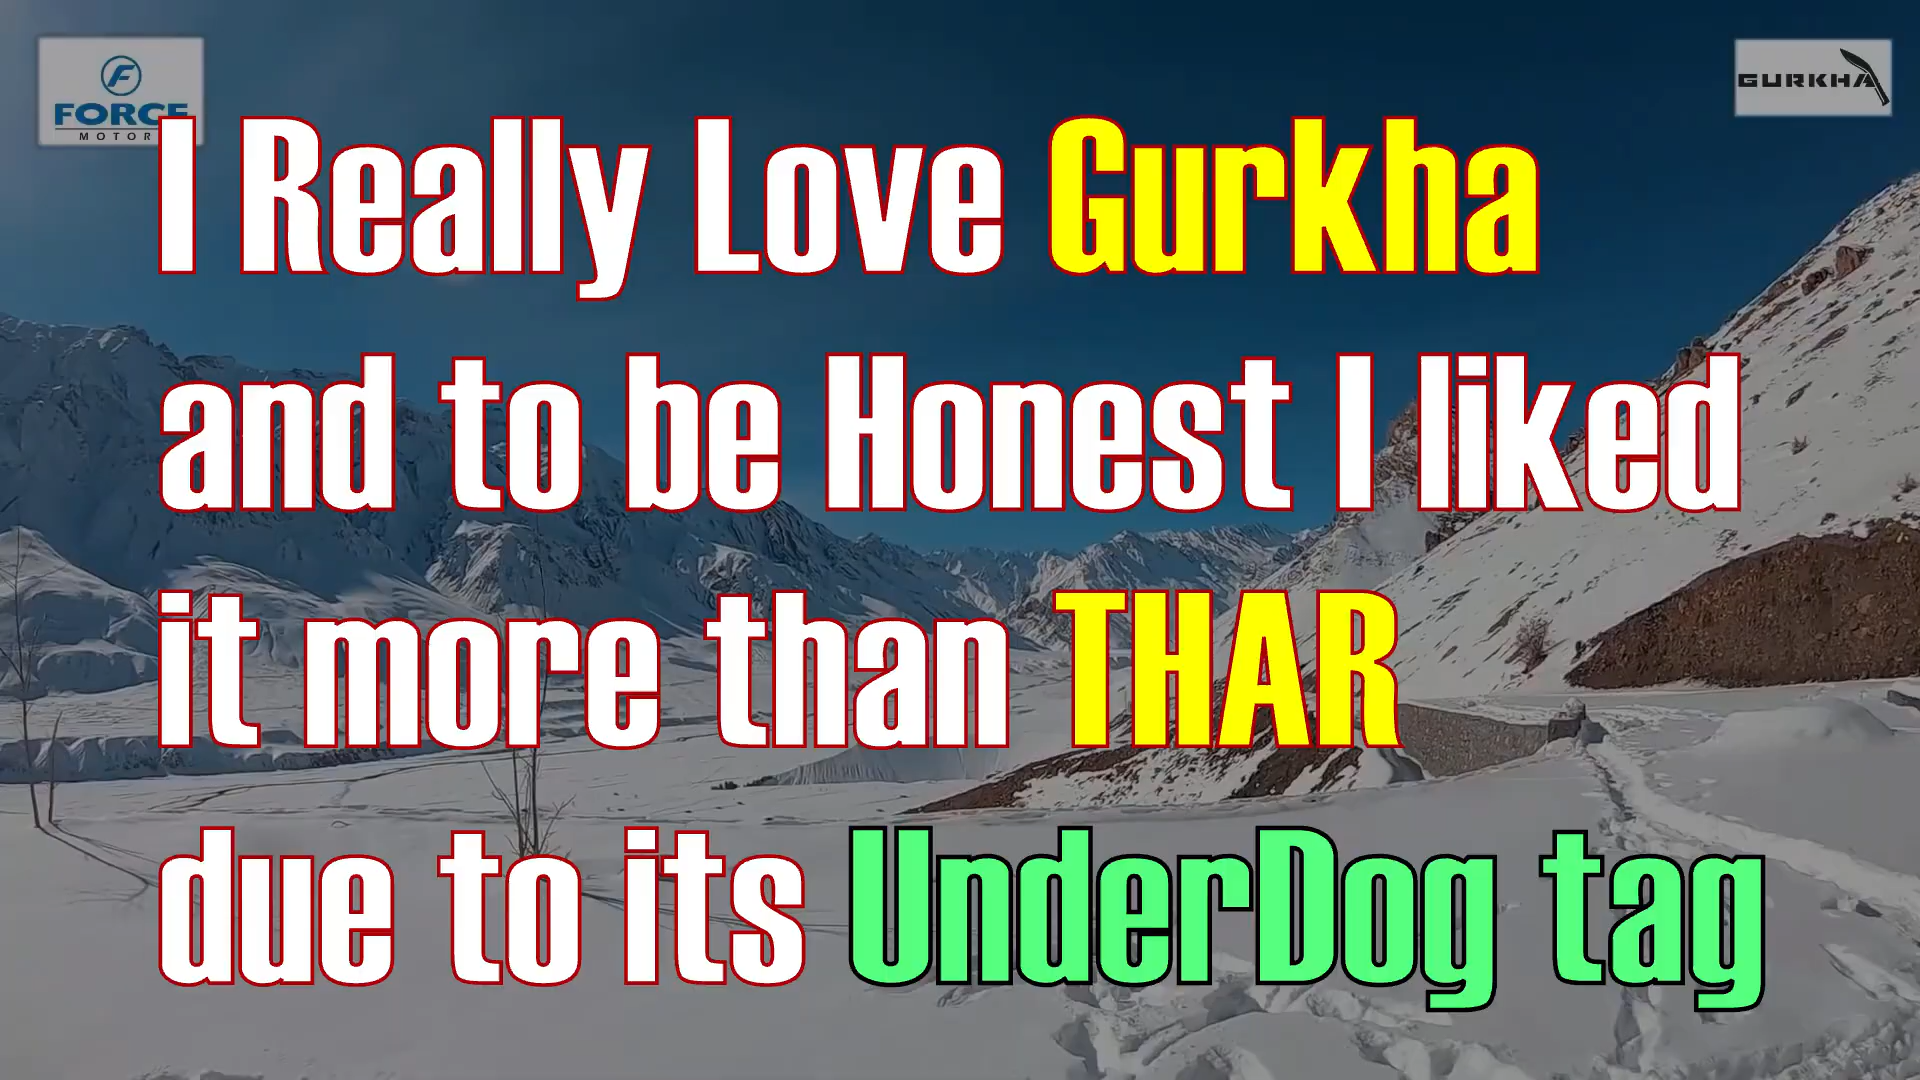 FORCE
MOTOR
GURKHA
I Really Love Gurkha
and to be Honest I liked
it more than THAR
due to its UnderDog tag